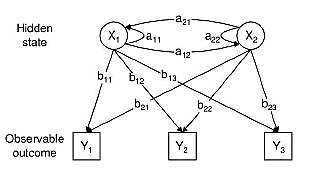 Hidden
state
X1
X2
a21
a11
a22
a12
b11
b12
b13
b21
b22
b23
Observable
outcome
Y1
Y2
Y3